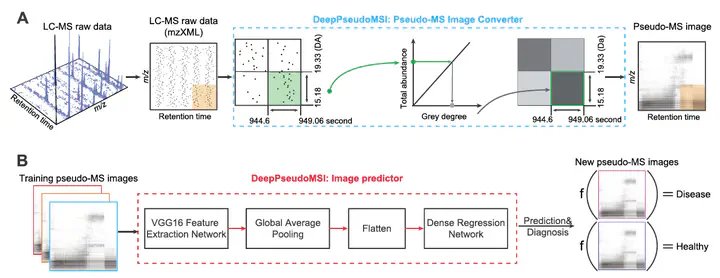 A
LC-MS raw data
Retention time
m/z
LC-MS raw data
(mzXML)
m/z
Retention time
DeepPseudoMSI: Pseudo-MS Image Converter
19.33 (DA)
15.18
944.6
949.06 second
Total abundance
Grey degree
19.33 (Da)
15.18
944.6
949.06 second
Pseudo-MS image
m/z
Retention time
B
Training pseudo-MS images
DeepPseudoMSI: Image predictor
VGG16 Feature
Extraction Network
Global Average
Pooling
Flatten
Dense Regression
Network
Prediction&
Diagnosis
New pseudo-MS images
f
= Disease
f
= Healthy